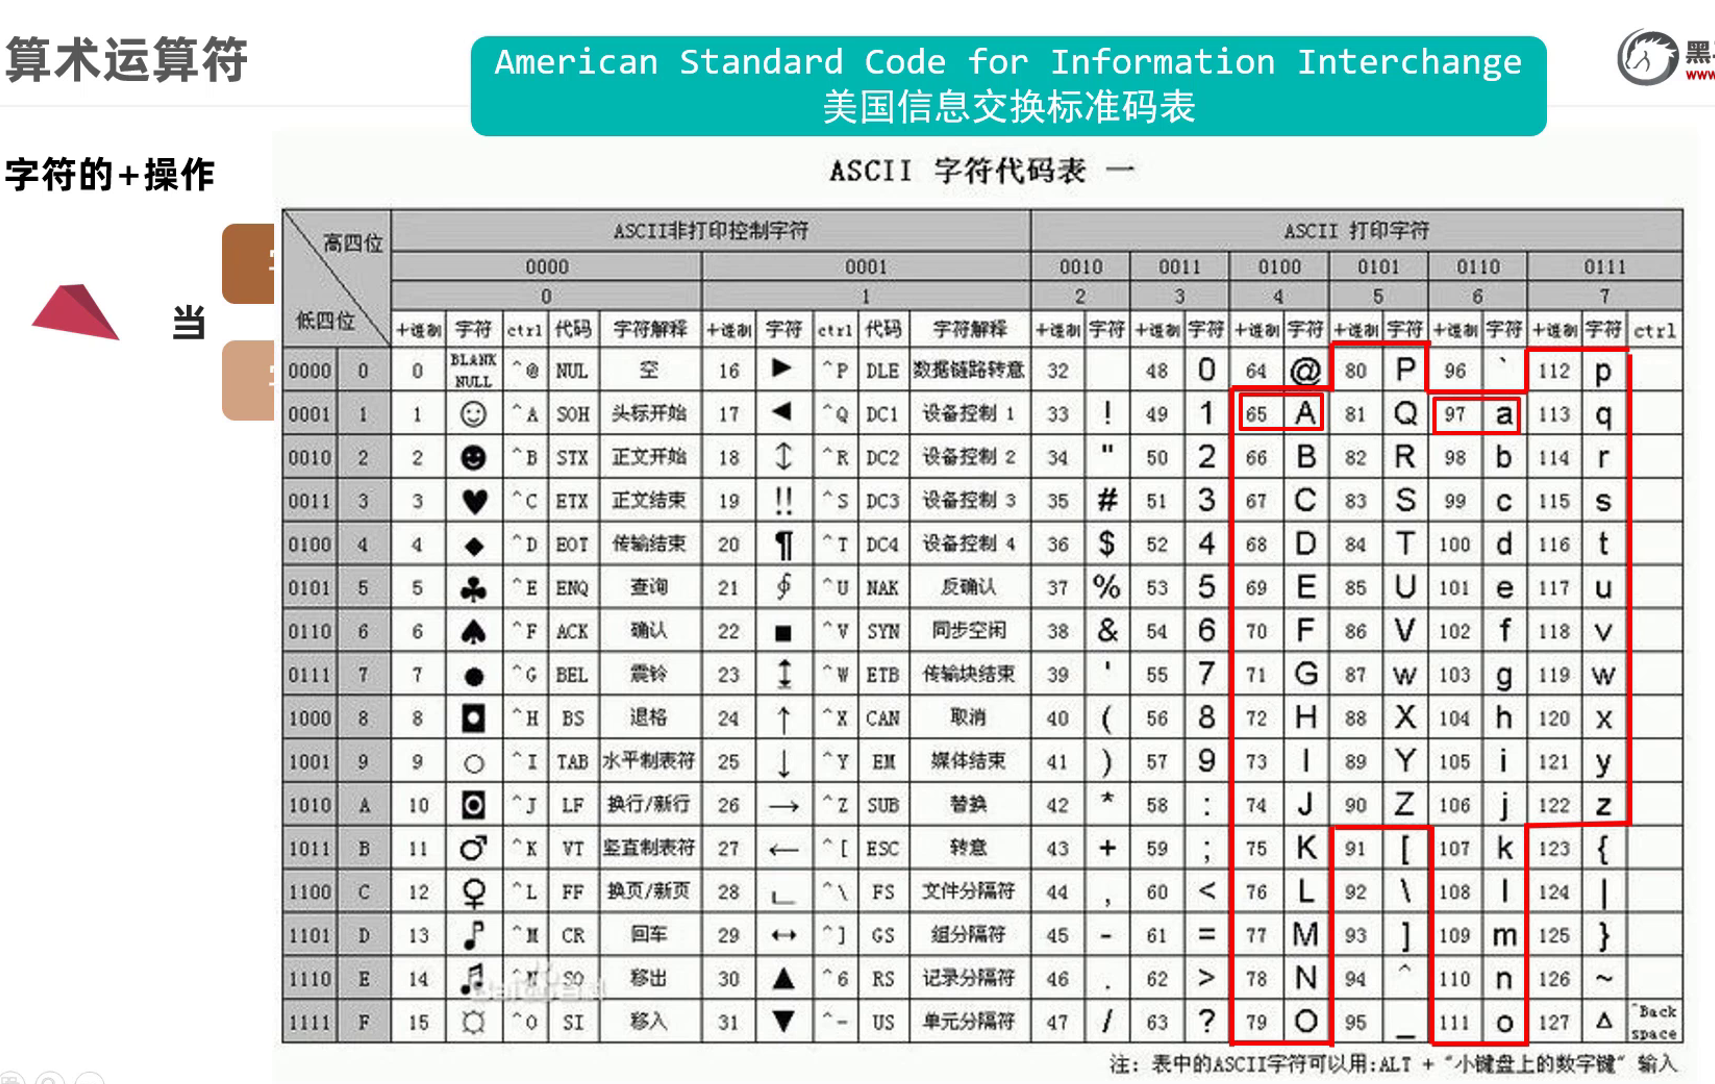 算术运算符
American Standard Code for Information Interchange
美国信息交换标准码表
黑
www
字符的+操作
当
ASCII 字符代码表 一
高四位
低四位
ASCII非打印控制字符 ASCII 打印字符
0000 0001 0010 0011 0100 0101 0110 0111
0 1 2 3 4 5 6 7
十进制 字符 ctrl 代码 字符解释 十进制 字符 ctrl 代码 字符解释 十进制 字符 十进制 字符 十进制 字符 十进制 字符 十进制 字符 十进制 字符 ctrl
0000 0 0 BLANK NULL ^@ NUL 空 16 ► ^P DLE 数据链路转意 32 48 0 64 @ 80 P 96 ` 112 p
0001 1 1 ☺ ^A SOH 头标开始 17 ◄ ^Q DC1 设备控制 1 33 ! 49 1 65 A 81 Q 97 a 113 q
0010 2 2 ☻ ^B STX 正文开始 18 ↕ ^R DC2 设备控制 2 34 " 50 2 66 B 82 R 98 b 114 r
0011 3 3 ♥ ^C ETX 正文结束 19 !! ^S DC3 设备控制 3 35 # 51 3 67 C 83 S 99 c 115 s
0100 4 4 ♦ ^D EOT 传输结束 20 ¶ ^T DC4 设备控制 4 36 $ 52 4 68 D 84 T 100 d 116 t
0101 5 5 ♣ ^E ENQ 查询 21 ∮ ^U NAK 反确认 37 % 53 5 69 E 85 U 101 e 117 u
0110 6 6 ♠ ^F ACK 确认 22 ■ ^V SYN 同步空闲 38 & 54 6 70 F 86 V 102 f 118 v
0111 7 7 ● ^G BEL 震铃 23 ↨ ^W ETB 传输块结束 39 ' 55 7 71 G 87 w 103 g 119 w
1000 8 8 ◘ ^H BS 退格 24 ↑ ^X CAN 取消 40 ( 56 8 72 H 88 X 104 h 120 x
1001 9 9 ○ ^I TAB 水平制表符 25 ↓ ^Y EM 媒体结束 41 ) 57 9 73 I 89 Y 105 i 121 y
1010 A 10 ◙ ^J LF 换行/新行 26 → ^Z SUB 替换 42 * 58 : 74 J 90 Z 106 j 122 z
1011 B 11 ♂ ^K VT 竖直制表符 27 ← ^[ ESC 转意 43 + 59 ; 75 K 91 [ 107 k 123 {
1100 C 12 ♀ ^L FF 换页/新页 28 ∟ ^\ FS 文件分隔符 44 , 60 < 76 L 92 \ 108 l 124 |
1101 D 13 ♪ ^M CR 回车 29 ↔ ^] GS 组分隔符 45 - 61 = 77 M 93 ] 109 m 125 }
1110 E 14 ♫ ^N SO 移出 30 ▲ ^6 RS 记录分隔符 46 . 62 > 78 N 94 ^ 110 n 126 ~
1111 F 15 ☼ ^O SI 移入 31 ▼ ^- US 单元分隔符 47 / 63 ? 79 O 95 _ 111 o 127 Δ ^Back space
注: 表中的ASCII字符可以用:ALT + "小键盘上的数字键" 输入